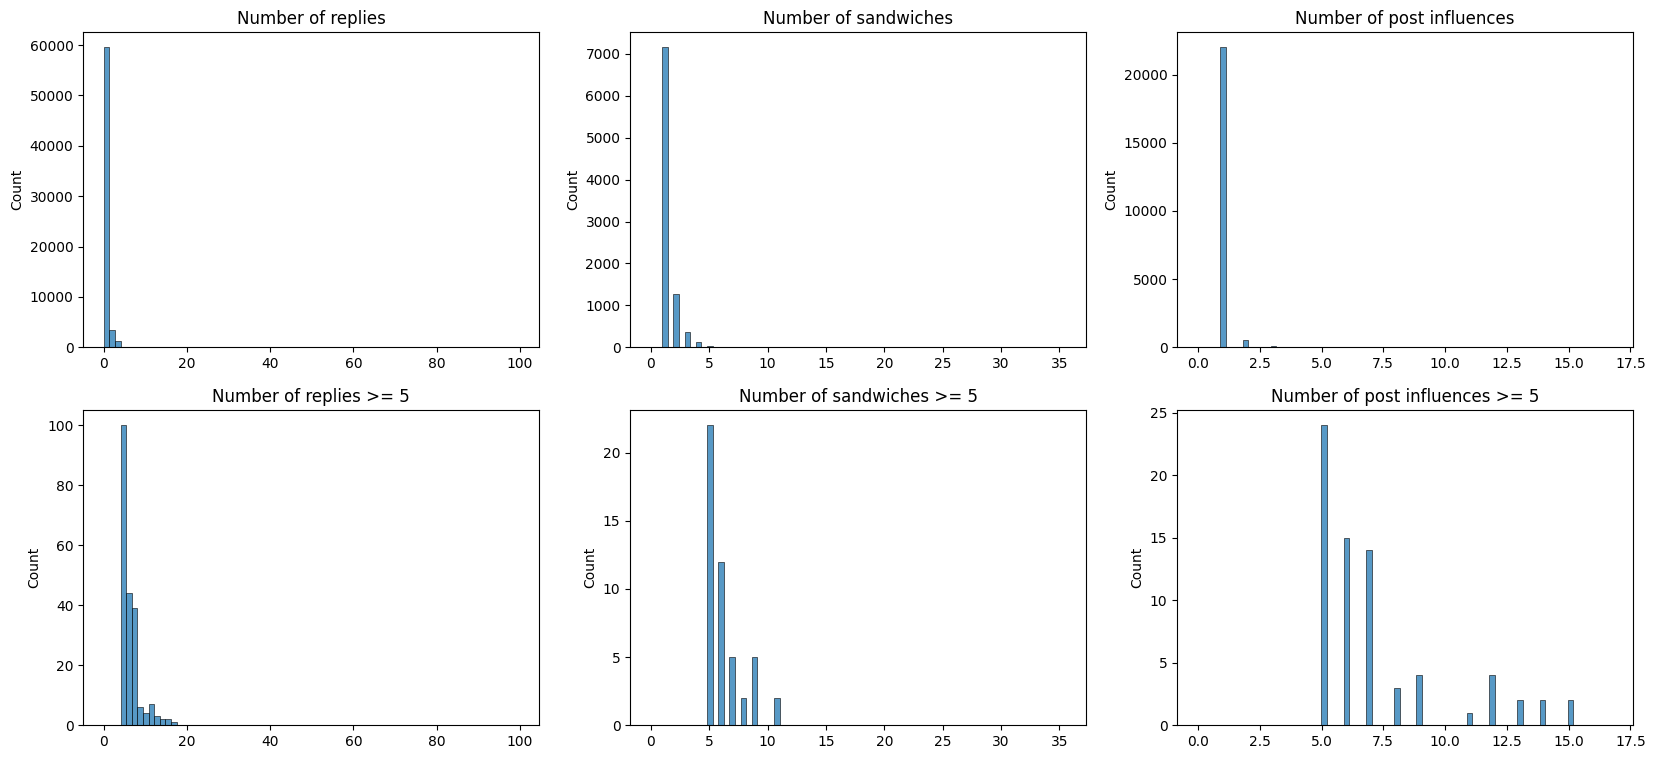 Number of replies
Count
60000
50000
40000
30000
20000
10000
0
0 20 40 60 80 100
Number of sandwiches
Count
7000
6000
5000
4000
3000
2000
1000
0
0 5 10 15 20 25 30 35
Number of post influences
Count
20000
15000
10000
5000
0
0.0 2.5 5.0 7.5 10.0 12.5 15.0 17.5
Number of replies >= 5
Count
100
80
60
40
20
0
0 20 40 60 80 100
Number of sandwiches >= 5
Count
20
15
10
5
0
0 5 10 15 20 25 30 35
Number of post influences >= 5
Count
25
20
15
10
5
0
0.0 2.5 5.0 7.5 10.0 12.5 15.0 17.5